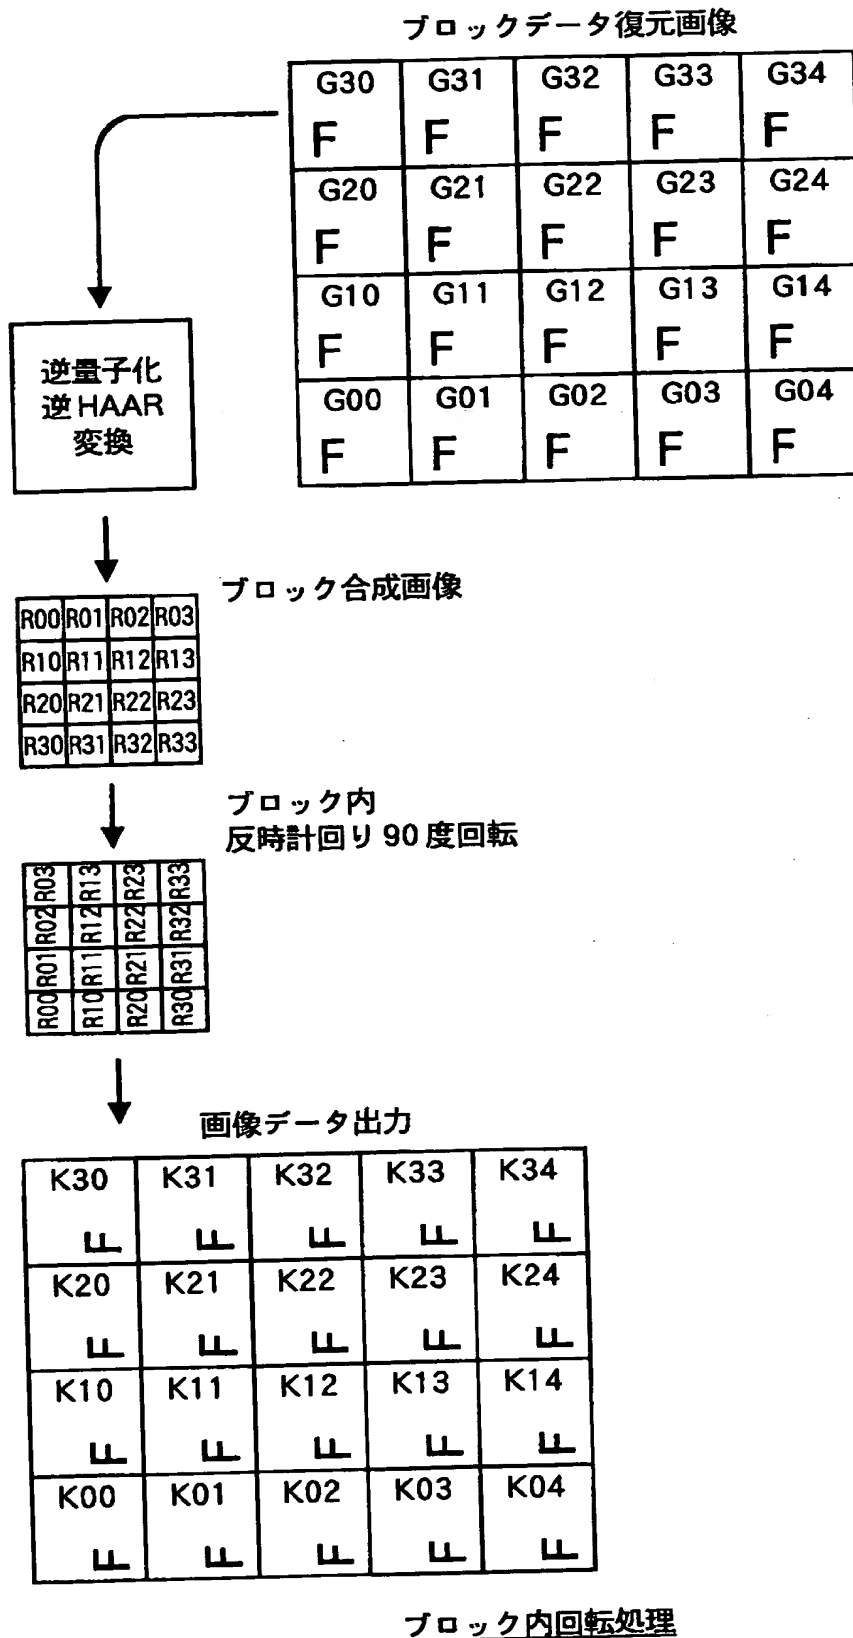 ブロックデータ復元画像
G30 G31 G32 G33 G34
F F F F F
G20 G21 G22 G23 G24
F F F F F
G10 G11 G12 G13 G14
F F F F F
G00 G01 G02 G03 G04
F F F F F
逆量子化
逆HAAR
変換
ブロック合成画像
R00 R01 R02 R03
R10 R11 R12 R13
R20 R21 R22 R23
R30 R31 R32 R33
ブロック内
反時計回り90度回転
R03 R13 R23 R33
R02 R12 R22 R32
R01 R11 R21 R31
R00 R10 R20 R30
画像データ出力
K30 K31 K32 K33 K34
F F F F F
K20 K21 K22 K23 K24
F F F F F
K10 K11 K12 K13 K14
F F F F F
K00 K01 K02 K03 K04
F F F F F
ブロック内回転処理